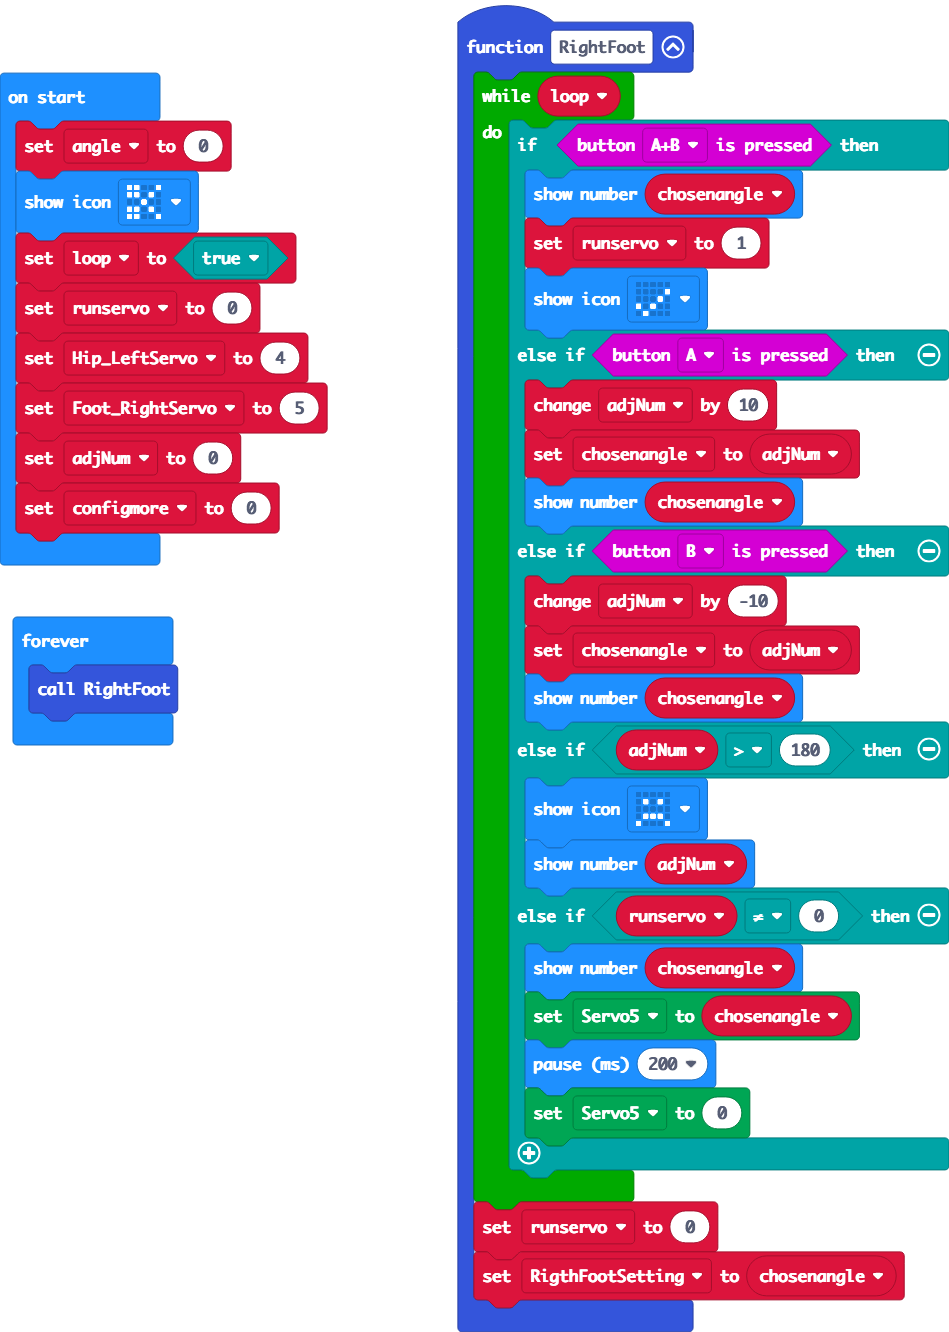 on start
set angle to 0
show icon
set loop to true
set runservo to 0
set Hip_LeftServo to 4
set Foot_RightServo to 5
set adjNum to 0
set configmore to 0
forever
call RightFoot
function RightFoot
while loop
do
if button A+B is pressed then
show number chosenangle
set runservo to 1
show icon
else if button A is pressed then
change adjNum by 10
set chosenangle to adjNum
show number chosenangle
else if button B is pressed then
change adjNum by -10
set chosenangle to adjNum
show number chosenangle
else if adjNum > 180 then
show icon
show number adjNum
else if runservo ≠ 0 then
show number chosenangle
set Servo5 to chosenangle
pause (ms) 200
set Servo5 to 0
set runservo to 0
set RigthFootSetting to chosenangle